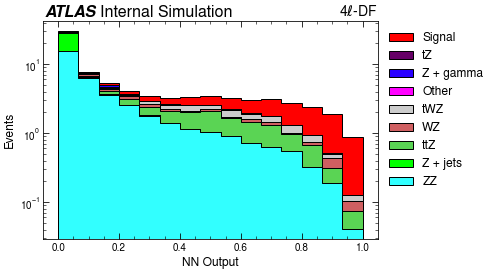 ATLAS Internal Simulation
4ℓ-DF
Signal
tZ
Z + gamma
Other
tWZ
WZ
ttZ
Z + jets
ZZ
Events
10¹
10⁰
10⁻¹
0.0 0.2 0.4 0.6 0.8 1.0
NN Output